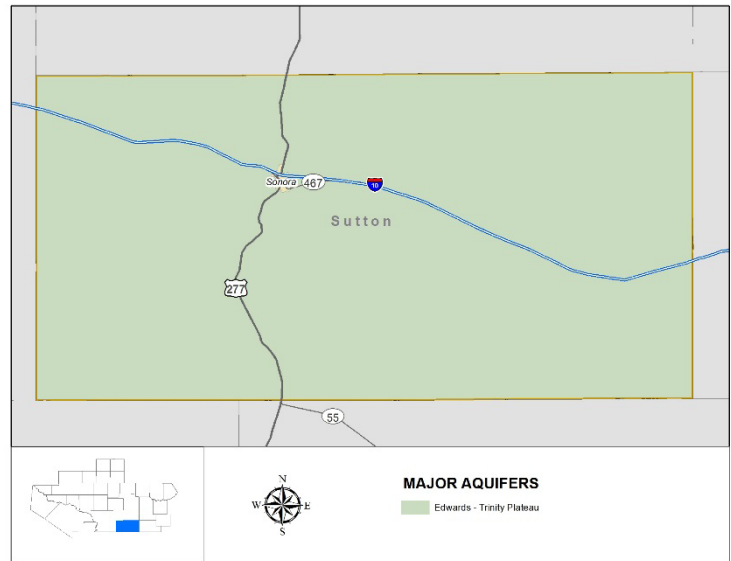 Sonora
467
10
Sutton
277
55
N
W E
S
MAJOR AQUIFERS
Edwards - Trinity Plateau